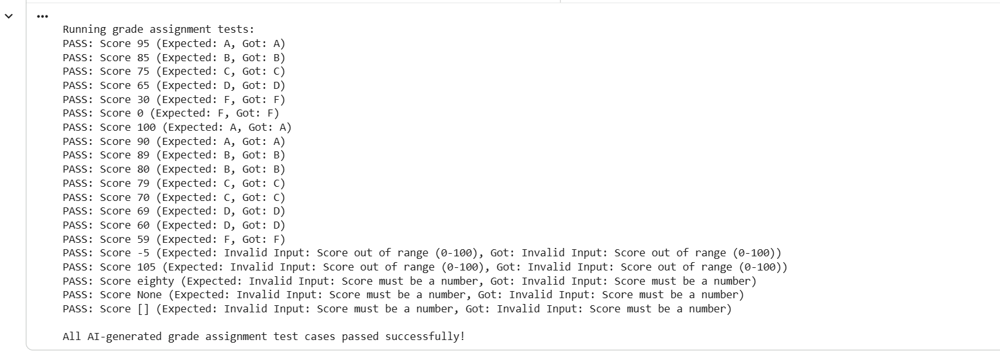 Running grade assignment tests:
PASS: Score 95 (Expected: A, Got: A)
PASS: Score 85 (Expected: B, Got: B)
PASS: Score 75 (Expected: C, Got: C)
PASS: Score 65 (Expected: D, Got: D)
PASS: Score 30 (Expected: F, Got: F)
PASS: Score 0 (Expected: F, Got: F)
PASS: Score 100 (Expected: A, Got: A)
PASS: Score 90 (Expected: A, Got: A)
PASS: Score 89 (Expected: B, Got: B)
PASS: Score 80 (Expected: B, Got: B)
PASS: Score 79 (Expected: C, Got: C)
PASS: Score 70 (Expected: C, Got: C)
PASS: Score 69 (Expected: D, Got: D)
PASS: Score 60 (Expected: D, Got: D)
PASS: Score 59 (Expected: F, Got: F)
PASS: Score -5 (Expected: Invalid Input: Score out of range (0-100), Got: Invalid Input: Score out of range (0-100))
PASS: Score 105 (Expected: Invalid Input: Score out of range (0-100), Got: Invalid Input: Score out of range (0-100))
PASS: Score eighty (Expected: Invalid Input: Score must be a number, Got: Invalid Input: Score must be a number)
PASS: Score None (Expected: Invalid Input: Score must be a number, Got: Invalid Input: Score must be a number)
PASS: Score [] (Expected: Invalid Input: Score must be a number, Got: Invalid Input: Score must be a number)
All AI-generated grade assignment test cases passed successfully!